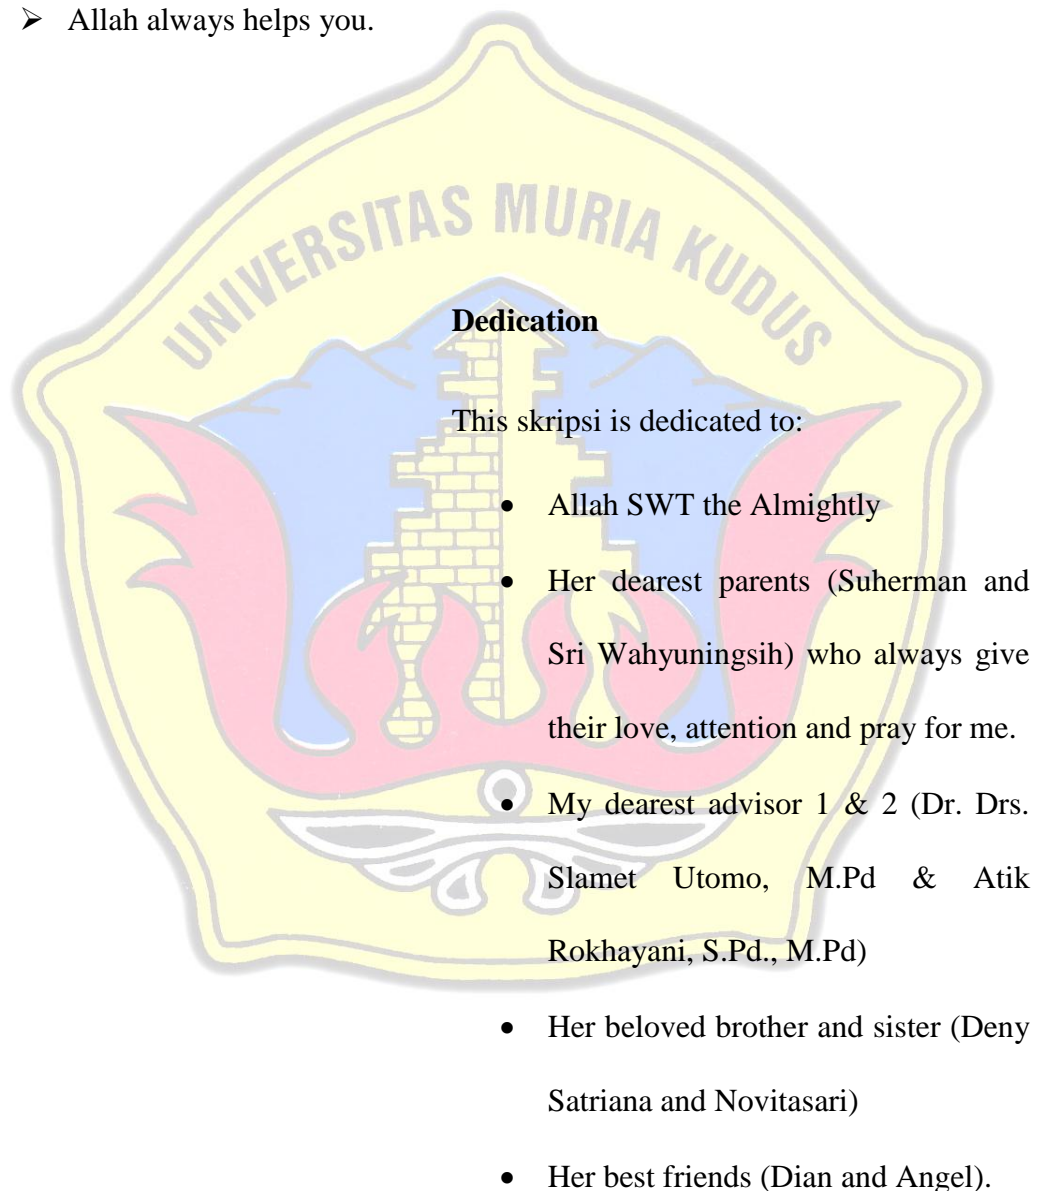 ➢ Allah always helps you.
UNIVERSITAS MURIA KUDUS
Dedication
This skripsi is dedicated to:
• Allah SWT the Almightly
• Her dearest parents (Suherman and
Sri Wahyuningsih) who always give
their love, attention and pray for me.
• My dearest advisor 1 & 2 (Dr. Drs.
Slamet Utomo, M.Pd & Atik
Rokhayani, S.Pd., M.Pd)
• Her beloved brother and sister (Deny
Satriana and Novitasari)
• Her best friends (Dian and Angel).